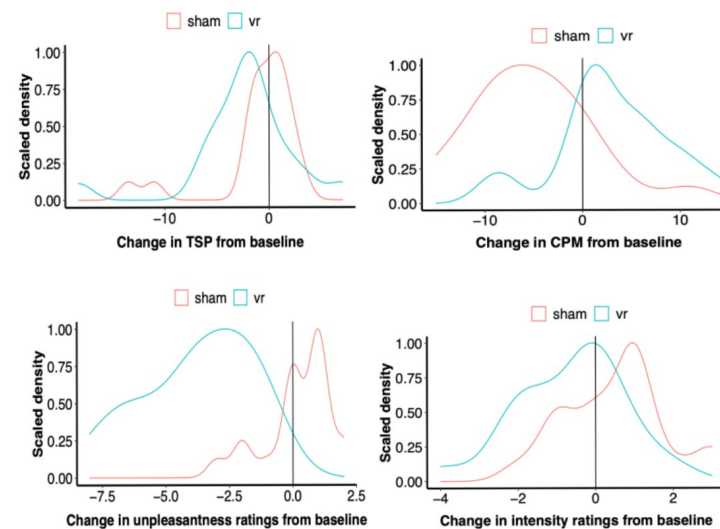 sham vr
1.00
0.75
0.50
0.25
0.00
Scaled density
−10 0
Change in TSP from baseline
sham vr
1.00
0.75
0.50
0.25
0.00
Scaled density
−10 0 10
Change in CPM from baseline
sham vr
1.00
0.75
0.50
0.25
0.00
Scaled density
−7.5 −5.0 −2.5 0.0 2.5
Change in unpleasantness ratings from baseline
sham vr
1.00
0.75
0.50
0.25
0.00
Scaled density
−4 −2 0 2
Change in intensity ratings from baseline